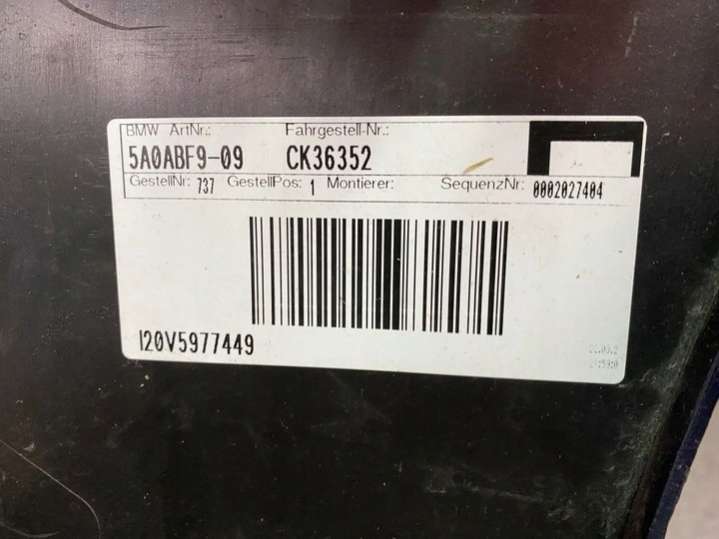 BMW ArtNr.: Fahrgestell-Nr.:
5A0ABF9-09 CK36352
GestellNr: 737 GestellPos: 1 Montierer: SequenzNr: 0002027404
I20V5977449